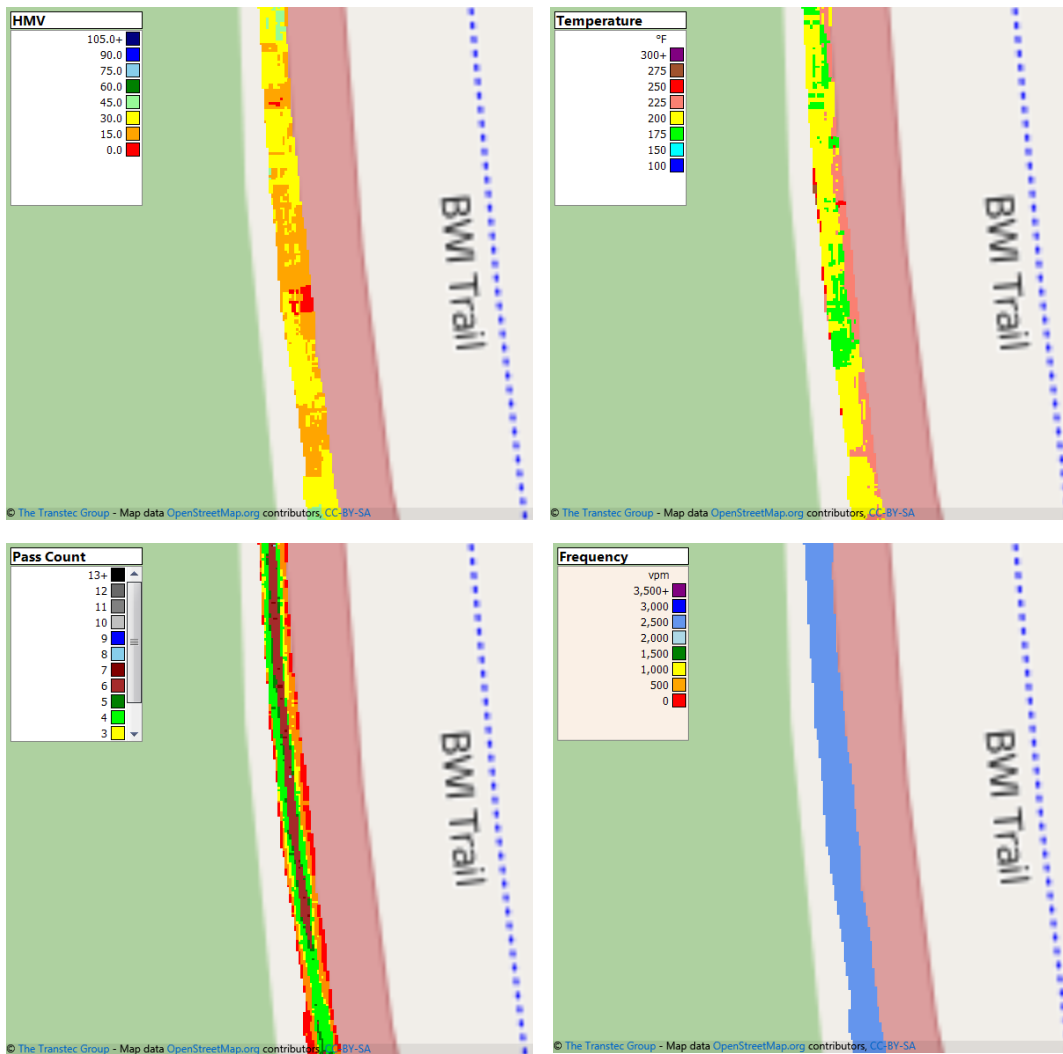 HMV
105.0+
90.0
75.0
60.0
45.0
30.0
15.0
0.0
BWI Trail
© The Transtec Group - Map data OpenStreetMap.org contributors, CC-BY-SA
Temperature
°F
300+
275
250
225
200
175
150
100
BWI Trail
© The Transtec Group - Map data OpenStreetMap.org contributors, CC-BY-SA
Pass Count
13+
12
11
10
9
8
7
6
5
4
3
BWI Trail
© The Transtec Group - Map data OpenStreetMap.org contributors, CC-BY-SA
Frequency
vpm
3,500+
3,000
2,500
2,000
1,500
1,000
500
0
BWI Trail
© The Transtec Group - Map data OpenStreetMap.org contributors, CC-BY-SA